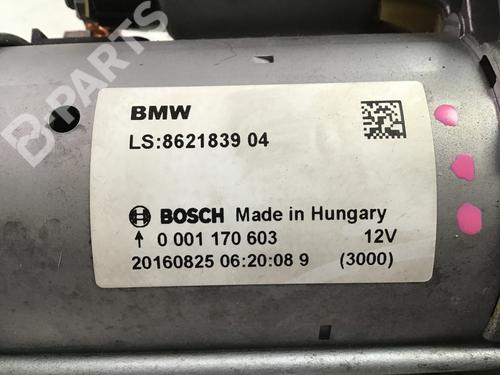 B-PARTS
BMW
LS:8621839 04
BOSCH Made in Hungary
0 001 170 603 12V
20160825 06:20:08 9 (3000)